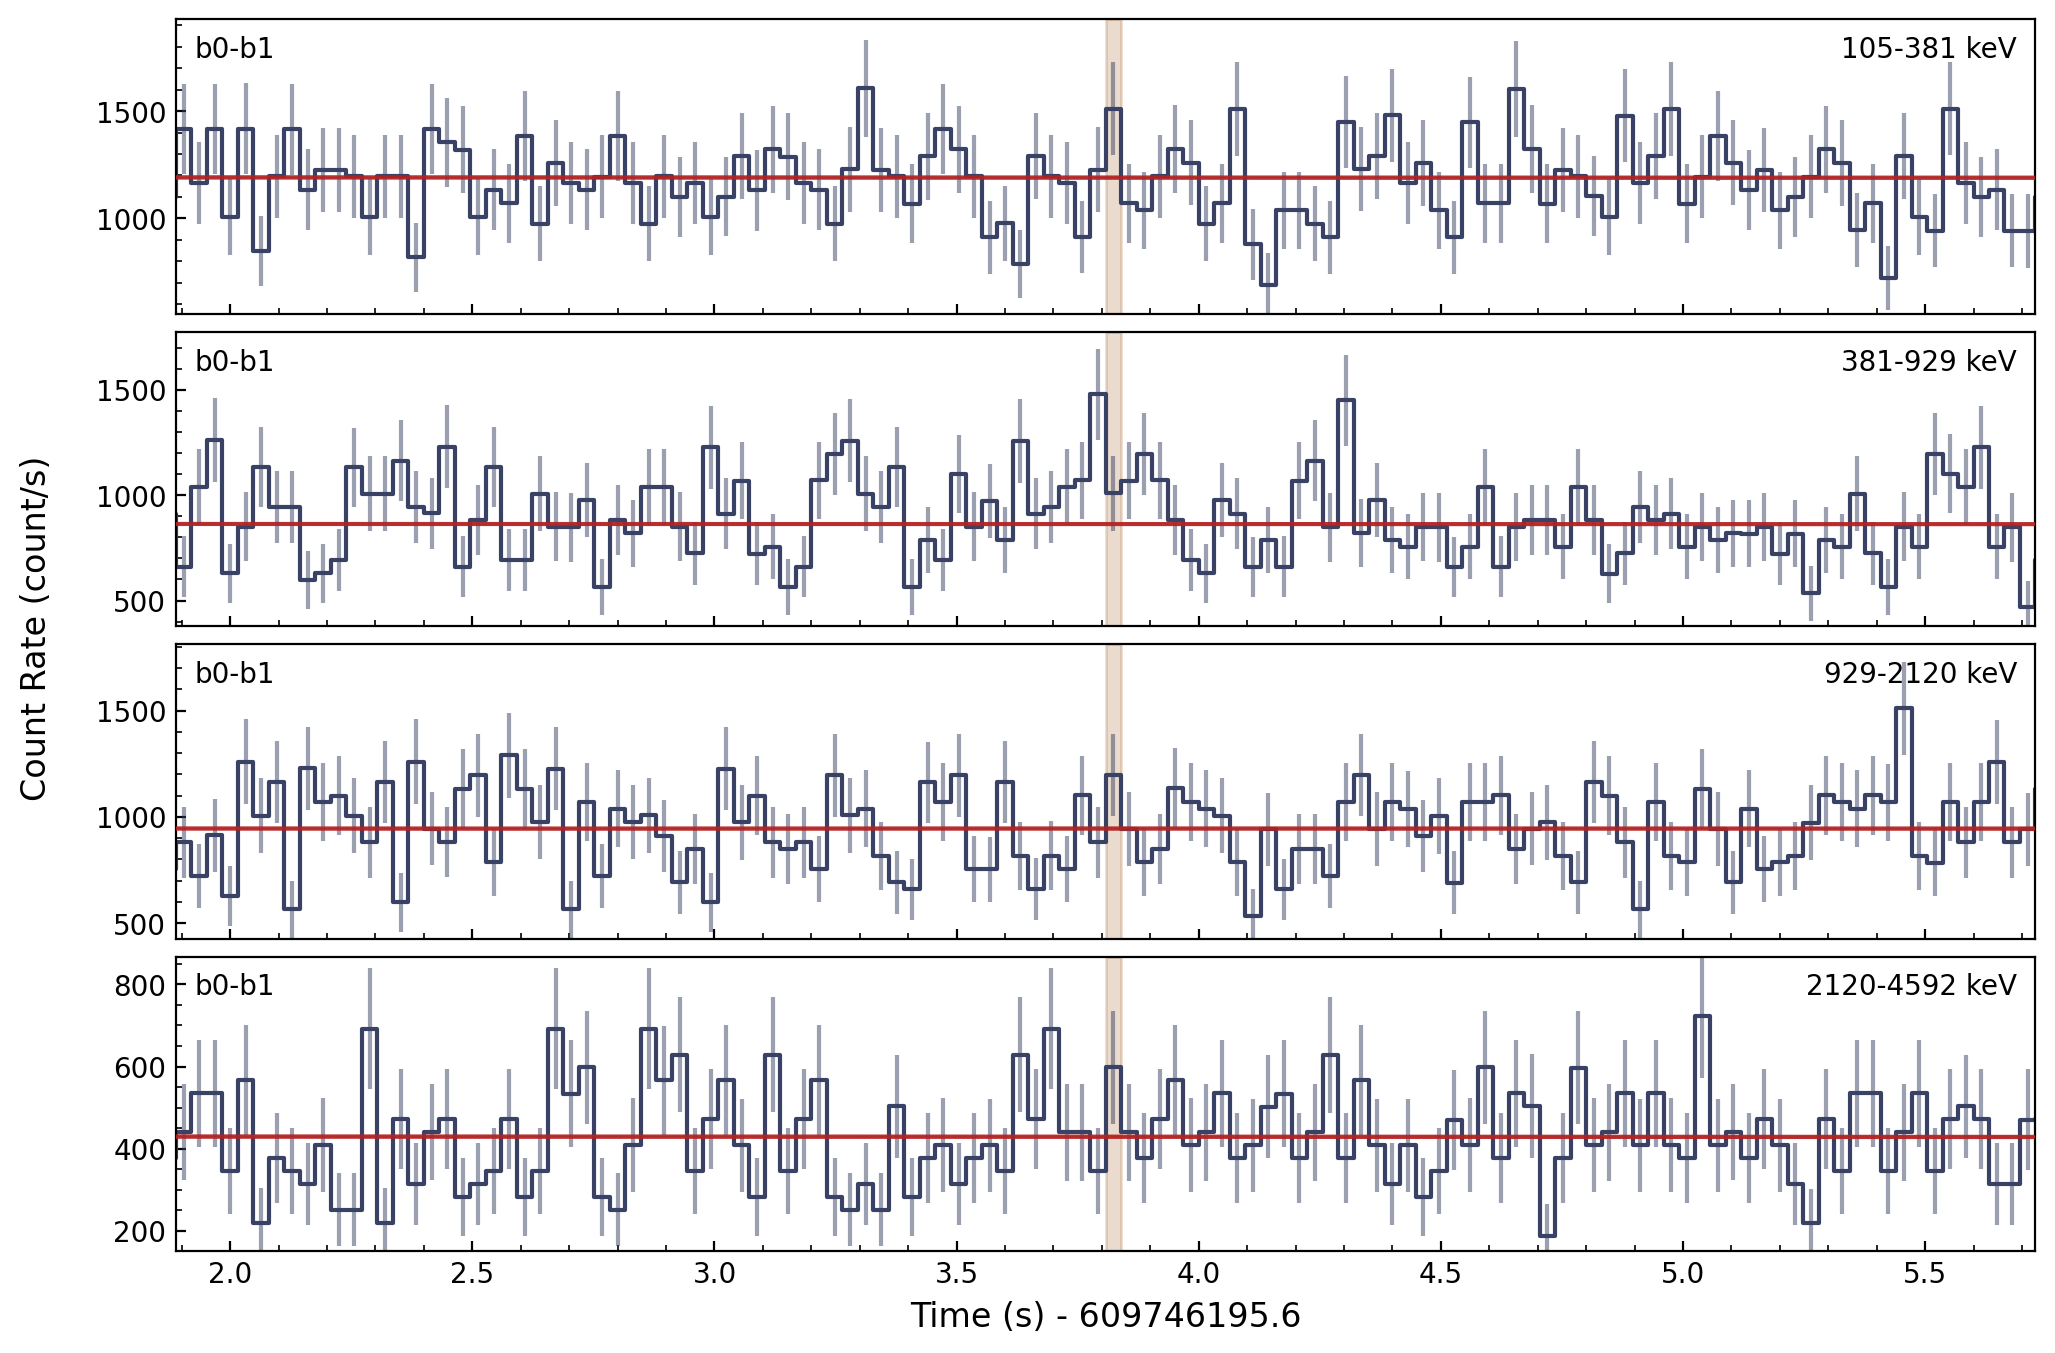 b0-b1 105-381 keV
1500
1000
b0-b1 381-929 keV
1500
1000
500
b0-b1 929-2120 keV
1500
1000
500
b0-b1 2120-4592 keV
800
600
400
200
Count Rate (count/s)
2.0 2.5 3.0 3.5 4.0 4.5 5.0 5.5
Time (s) - 609746195.6